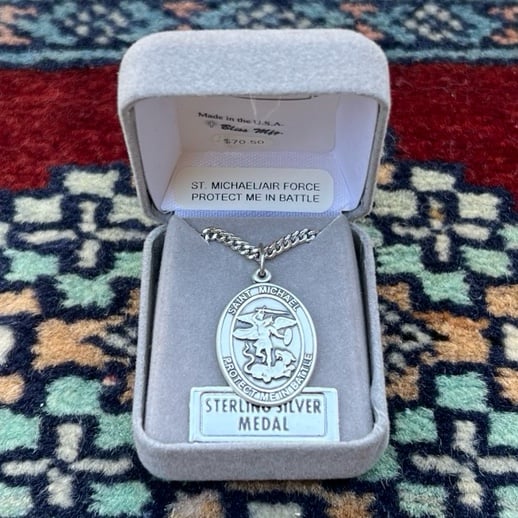 Made in the U.S.A.
Bliss Mfr.
$70.50
ST. MICHAEL/AIR FORCE
PROTECT ME IN BATTLE
SAINT MICHAEL
PROTECT ME IN BATTLE
STERLING SILVER
MEDAL